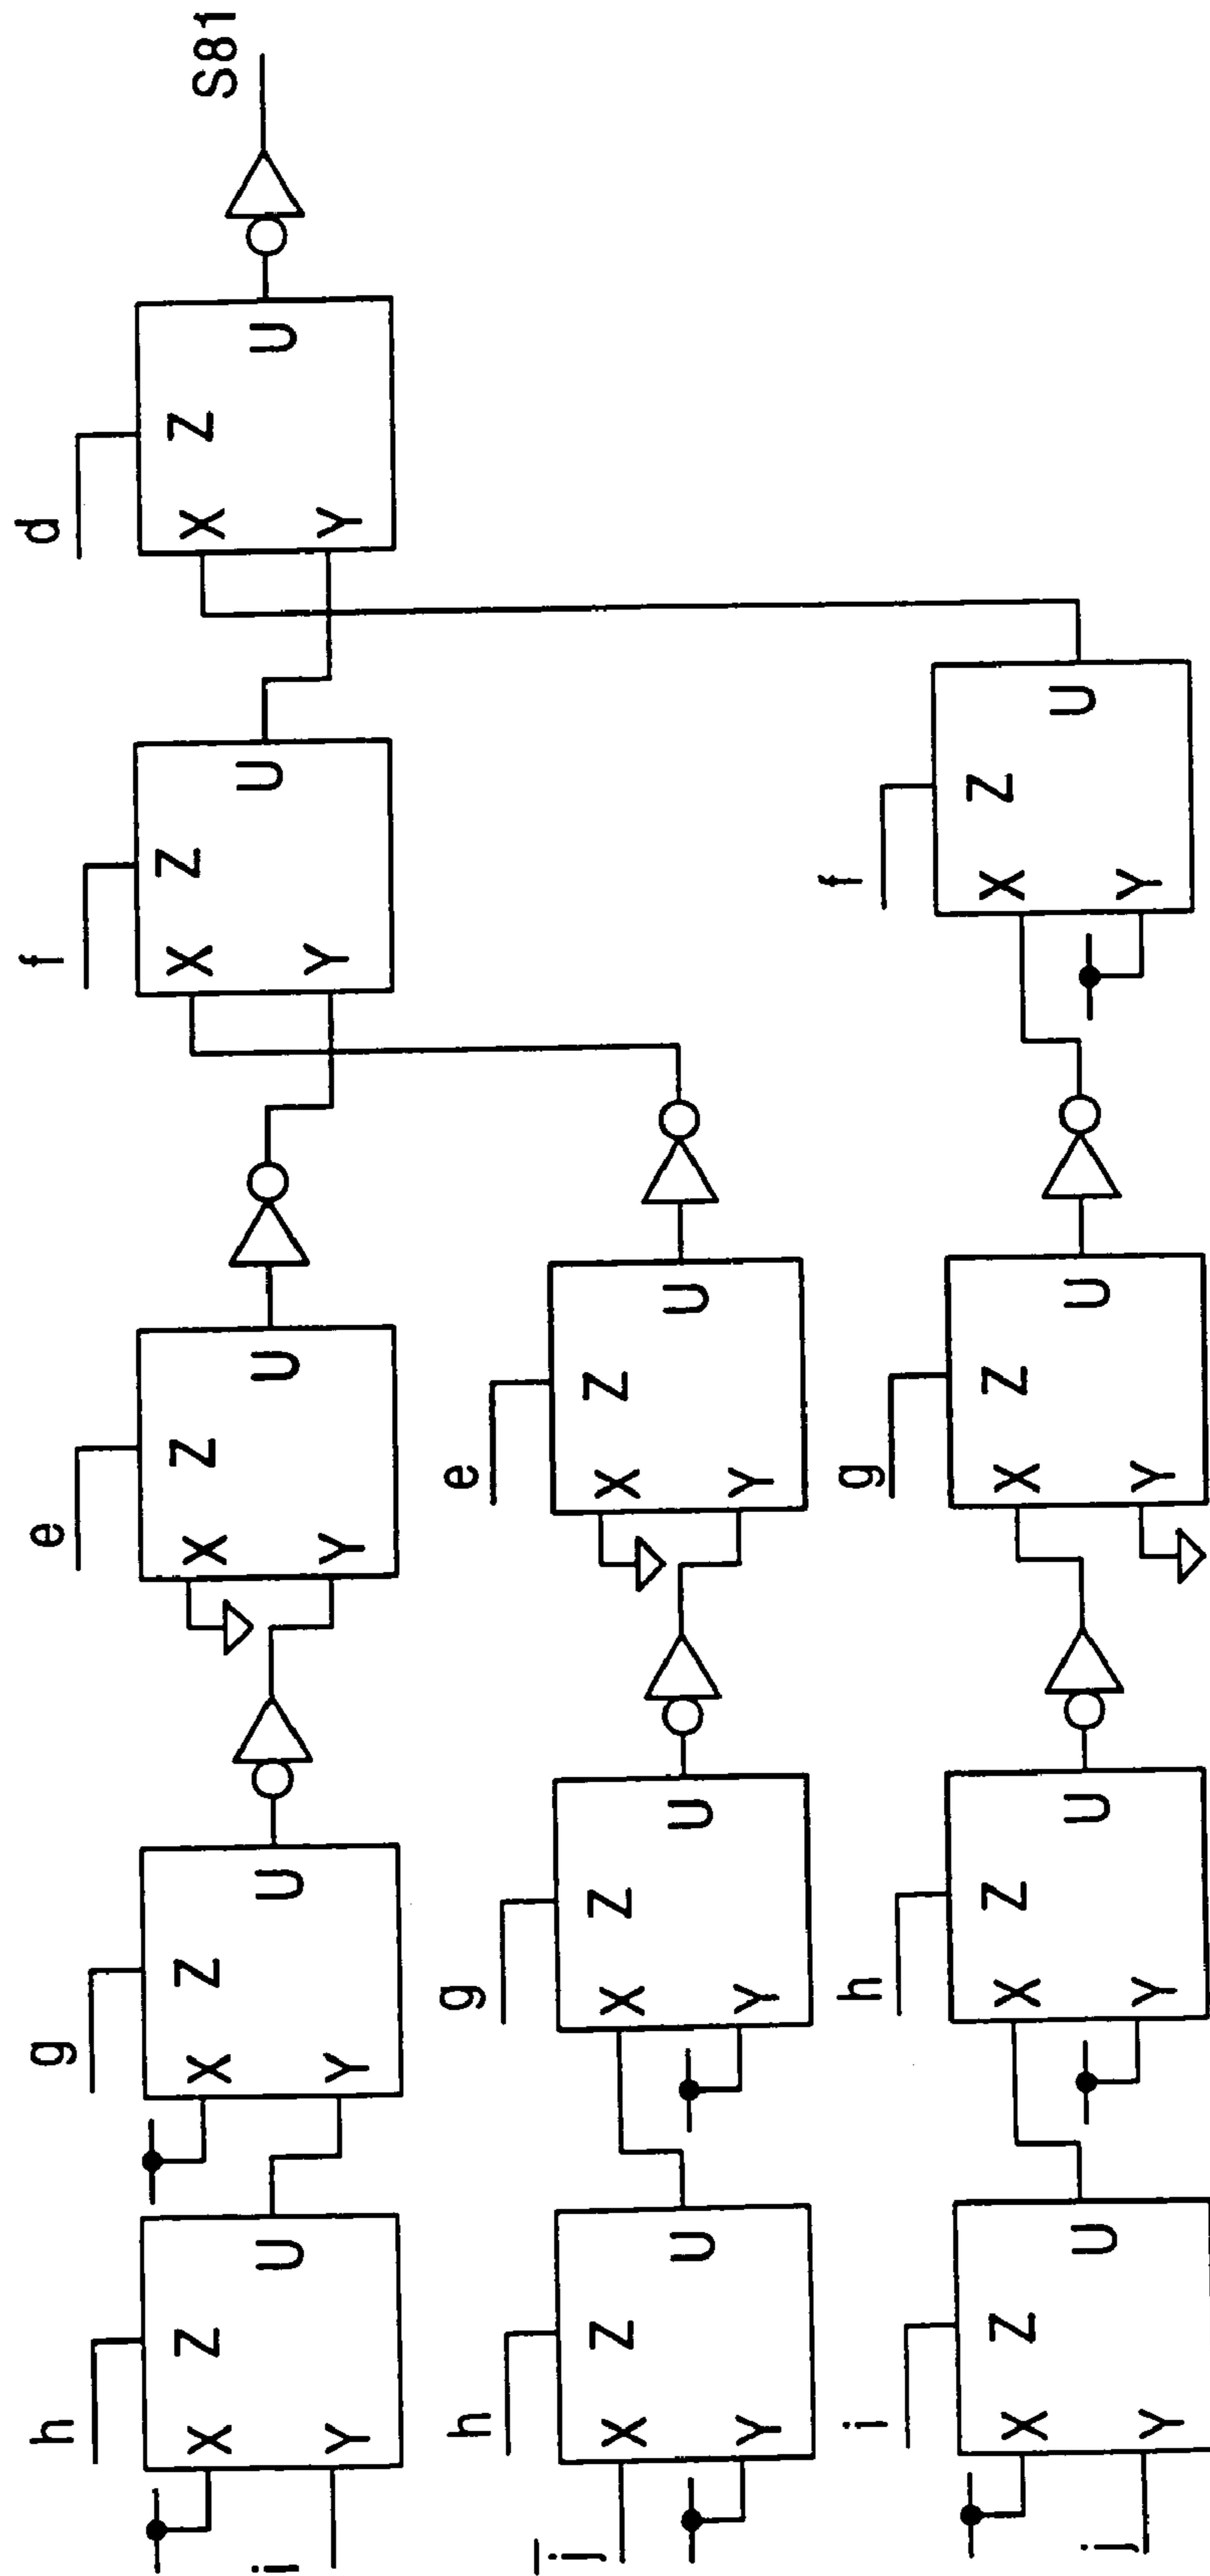 h g e f d
Z Z Z Z Z S81
X U X U X U X U X U
i Y Y Y Y Y
h g e
Z Z Z
X U X U X U
j̅ Y Y Y
i h g f
Z Z Z Z
X U X U X U X U
j Y Y Y Y